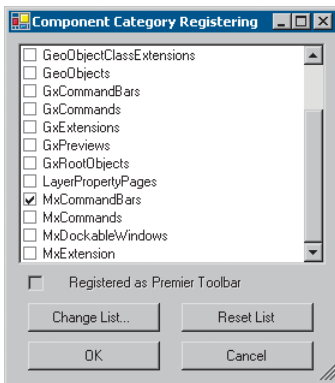 Component Category Registering
GeoObjectClassExtensions
GeoObjects
GxCommandBars
GxCommands
GxExtensions
GxPreviews
GxRootObjects
LayerPropertyPages
MxCommandBars
MxCommands
MxDockableWindows
MxExtension
Registered as Premier Toolbar
Change List...
Reset List
OK
Cancel